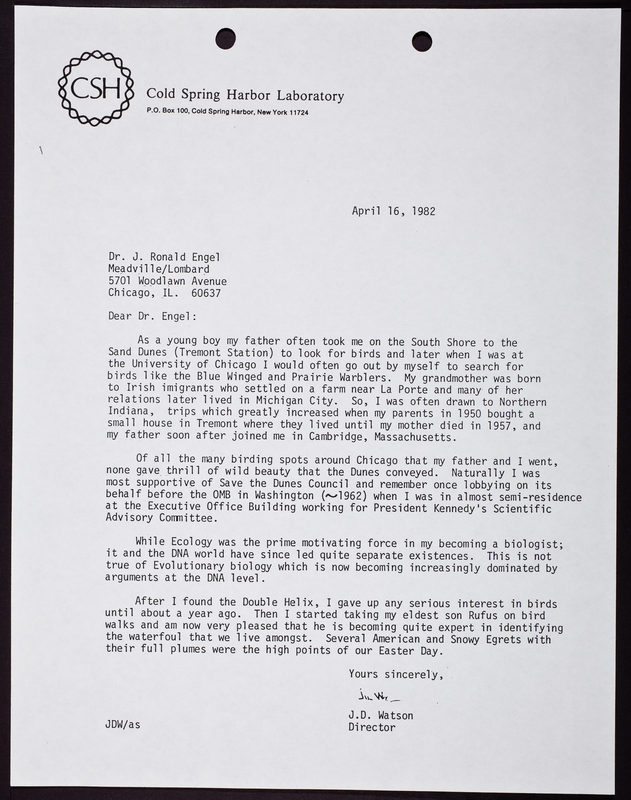 CSH
Cold Spring Harbor Laboratory
P.O. Box 100, Cold Spring Harbor, New York 11724
April 16, 1982
Dr. J. Ronald Engel
Meadville/Lombard
5701 Woodlawn Avenue
Chicago, IL. 60637
Dear Dr. Engel:
As a young boy my father often took me on the South Shore to the
Sand Dunes (Tremont Station) to look for birds and later when I was at
the University of Chicago I would often go out by myself to search for
birds like the Blue Winged and Prairie Warblers. My grandmother was born
to Irish imigrants who settled on a farm near La Porte and many of her
relations later lived in Michigan City. So, I was often drawn to Northern
Indiana, trips which greatly increased when my parents in 1950 bought a
small house in Tremont where they lived until my mother died in 1957, and
my father soon after joined me in Cambridge, Massachusetts.
Of all the many birding spots around Chicago that my father and I went,
none gave thrill of wild beauty that the Dunes conveyed. Naturally I was
most supportive of Save the Dunes Council and remember once lobbying on its
behalf before the OMB in Washington (~1962) when I was in almost semi-residence
at the Executive Office Building working for President Kennedy's Scientific
Advisory Committee.
While Ecology was the prime motivating force in my becoming a biologist;
it and the DNA world have since led quite separate existences. This is not
true of Evolutionary biology which is now becoming increasingly dominated by
arguments at the DNA level.
After I found the Double Helix, I gave up any serious interest in birds
until about a year ago. Then I started taking my eldest son Rufus on bird
walks and am now very pleased that he is becoming quite expert in identifying
the waterfoul that we live amongst. Several American and Snowy Egrets with
their full plumes were the high points of our Easter Day.
Yours sincerely,
J.D. Watson
JDW/as
Director